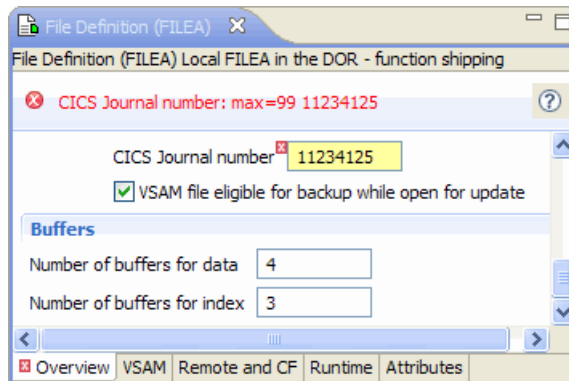 File Definition (FILEA)
File Definition (FILEA) Local FILEA in the DOR - function shipping
CICS Journal number: max=99 11234125
CICS Journal number 11234125
VSAM file eligible for backup while open for update
Buffers
Number of buffers for data 4
Number of buffers for index 3
Overview VSAM Remote and CF Runtime Attributes